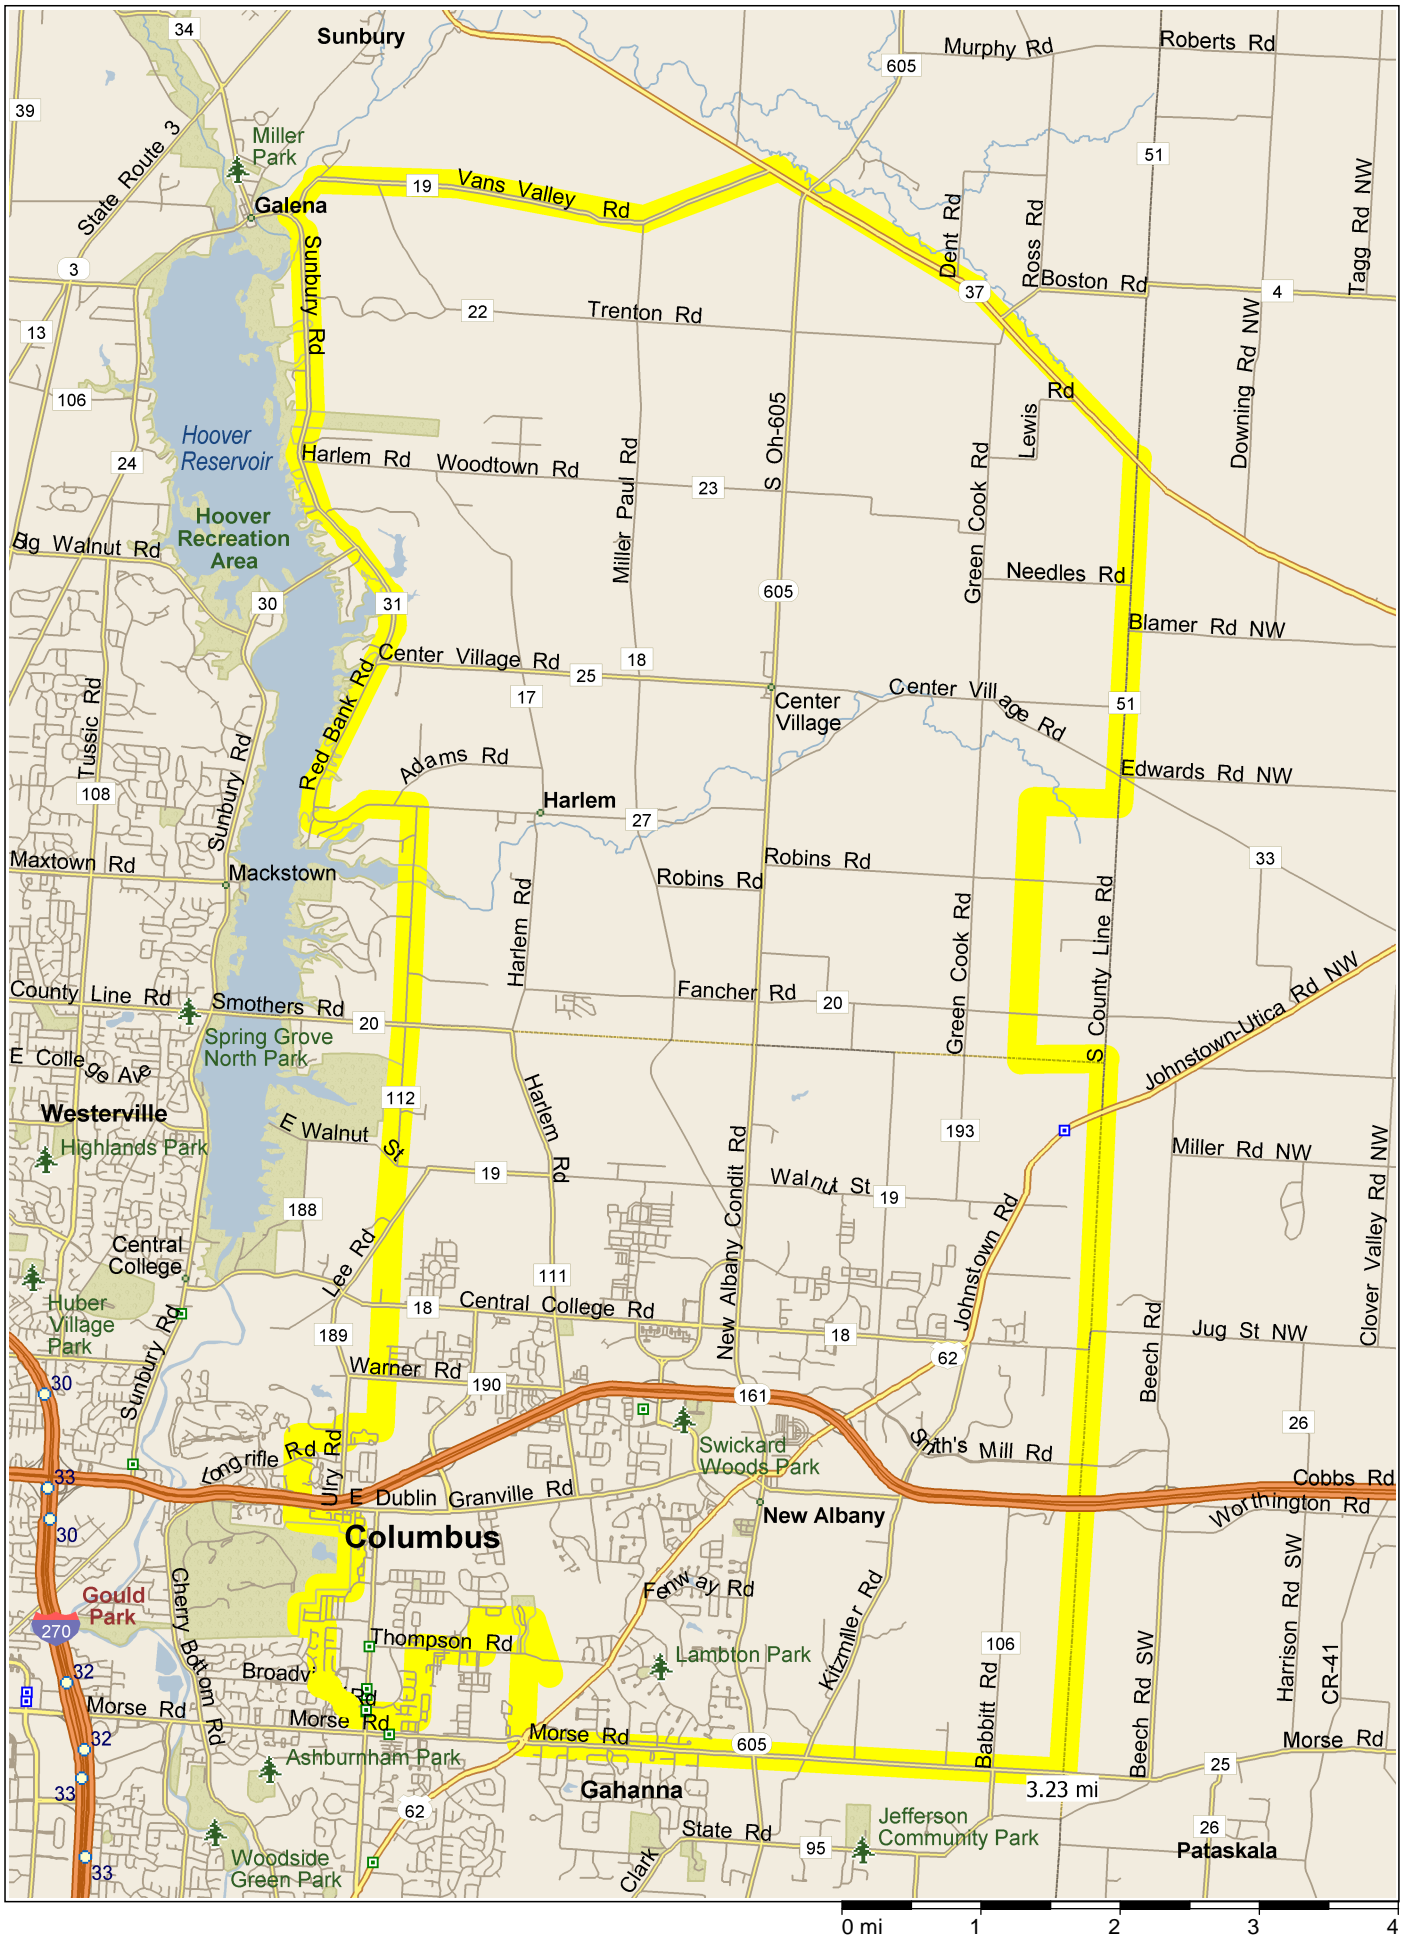 34
Sunbury
Murphy Rd
Roberts Rd
605
39
State Route 3
Miller
Park
51
Tagg Rd NW
19
Vans Valley Rd
Galena
Dent Rd
Ross Rd
3
Sunbury Rd
37
Boston Rd
4
22
Trenton Rd
13
Downing Rd NW
106
Rd
Lewis
S Oh-605
Hoover
Reservoir
24
Harlem Rd
Woodtown Rd
Miller Paul Rd
23
Green Cook Rd
Hoover
Recreation
Area
Big Walnut Rd
Needles Rd
30
31
605
Blamer Rd NW
Center Village Rd
25
18
17
Center
Village
Center Village Rd
51
Tussic Rd
Red Bank Rd
Sunbury Rd
Adams Rd
Edwards Rd NW
108
Harlem
27
33
Maxtown Rd
Mackstown
Robins Rd
Robins Rd
Harlem Rd
Green Cook Rd
S County Line Rd
County Line Rd
Smothers Rd
20
Fancher Rd
20
Johnstown-Utica Rd NW
Spring Grove
North Park
E College Ave
Westerville
112
Harlem Rd
E Walnut St
193
Highlands Park
Miller Rd NW
19
Walnut St
19
188
New Albany Condit Rd
Johnstown Rd
Clover Valley Rd NW
Central
College
Lee Rd
111
Huber
Village
Park
18
Central College Rd
18
Jug St NW
189
Beech Rd
62
Sunbury Rd
Warner Rd
190
30
161
26
Longrifle Rd
Ulry Rd
Swickard
Woods Park
Smith's Mill Rd
33
E Dublin Granville Rd
Cobbs Rd
Worthington Rd
New Albany
30
Columbus
Cherry Bottom Rd
Fenway Rd
Kitzmiller Rd
Harrison Rd SW
Gould
Park
270
Thompson Rd
Lambton Park
106
Beech Rd SW
CR-41
32
Rd
Babbitt Rd
Morse Rd
Morse Rd
Morse Rd
605
Morse Rd
32
Ashburnham Park
25
33
Gahanna
3.23 mi
62
Jefferson
Community Park
State Rd
95
26
Pataskala
Woodside
Green Park
Clark
33
0 mi 1 2 3 4